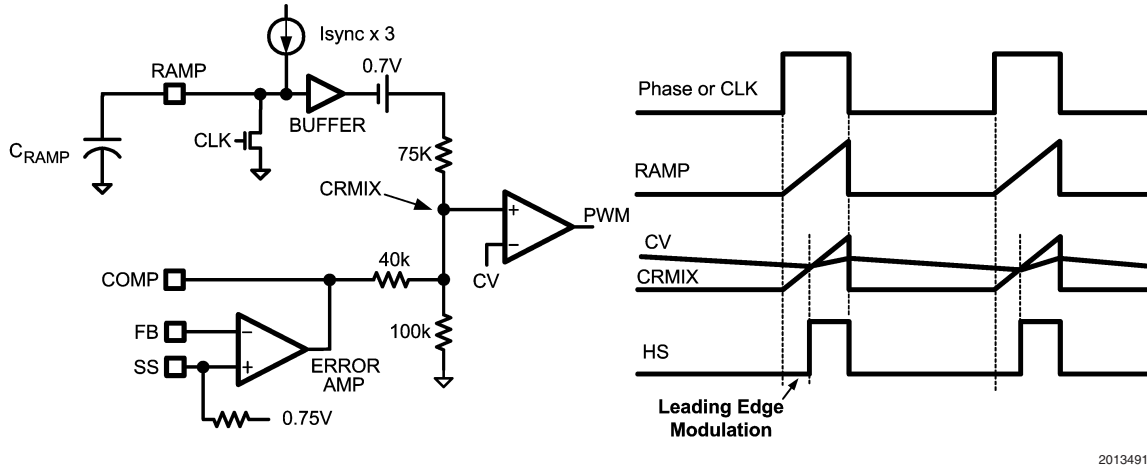 Isync x 3
RAMP
0.7V
BUFFER
CLK
C RAMP
75K
CRMIX
+
−
PWM
CV
COMP
40k
FB
−
SS
+
ERROR
AMP
100k
0.75V
Phase or CLK
RAMP
CV
CRMIX
HS
Leading Edge
Modulation
2013491